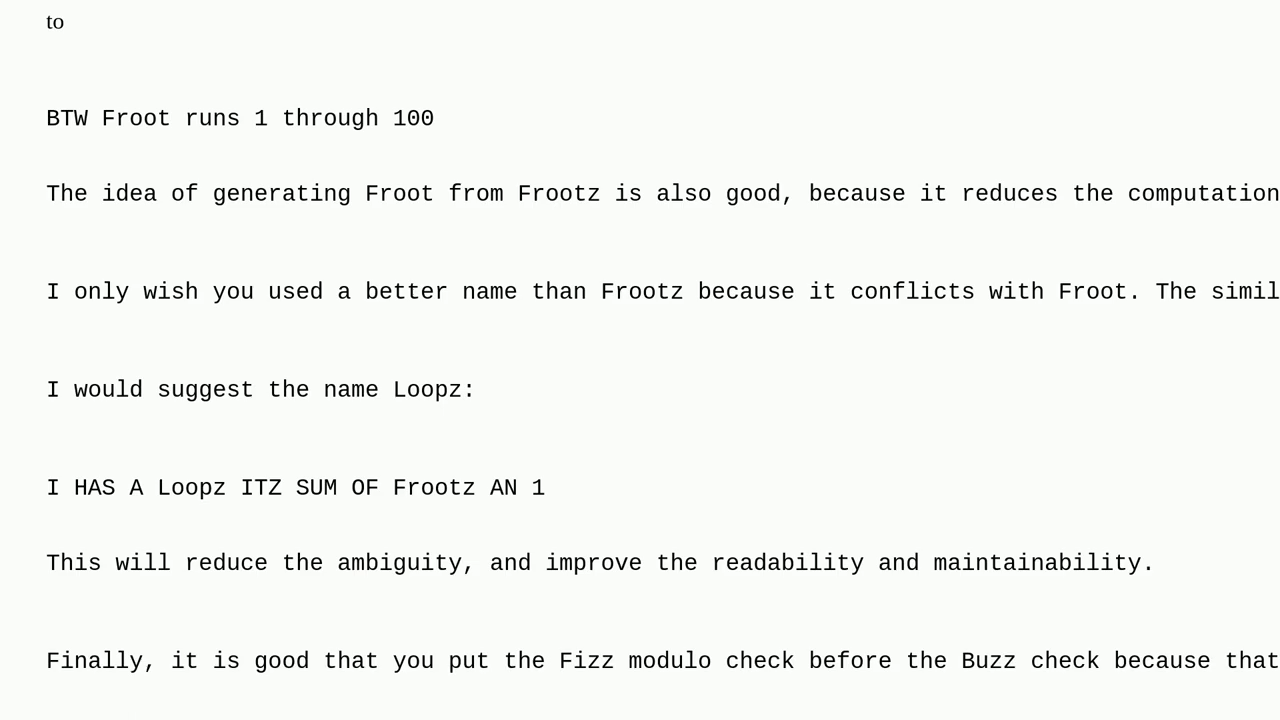 to
BTW Froot runs 1 through 100
The idea of generating Froot from Frootz is also good, because it reduces the computation
I only wish you used a better name than Frootz because it conflicts with Froot. The simil
I would suggest the name Loopz:
I HAS A Loopz ITZ SUM OF Frootz AN 1
This will reduce the ambiguity, and improve the readability and maintainability.
Finally, it is good that you put the Fizz modulo check before the Buzz check because that